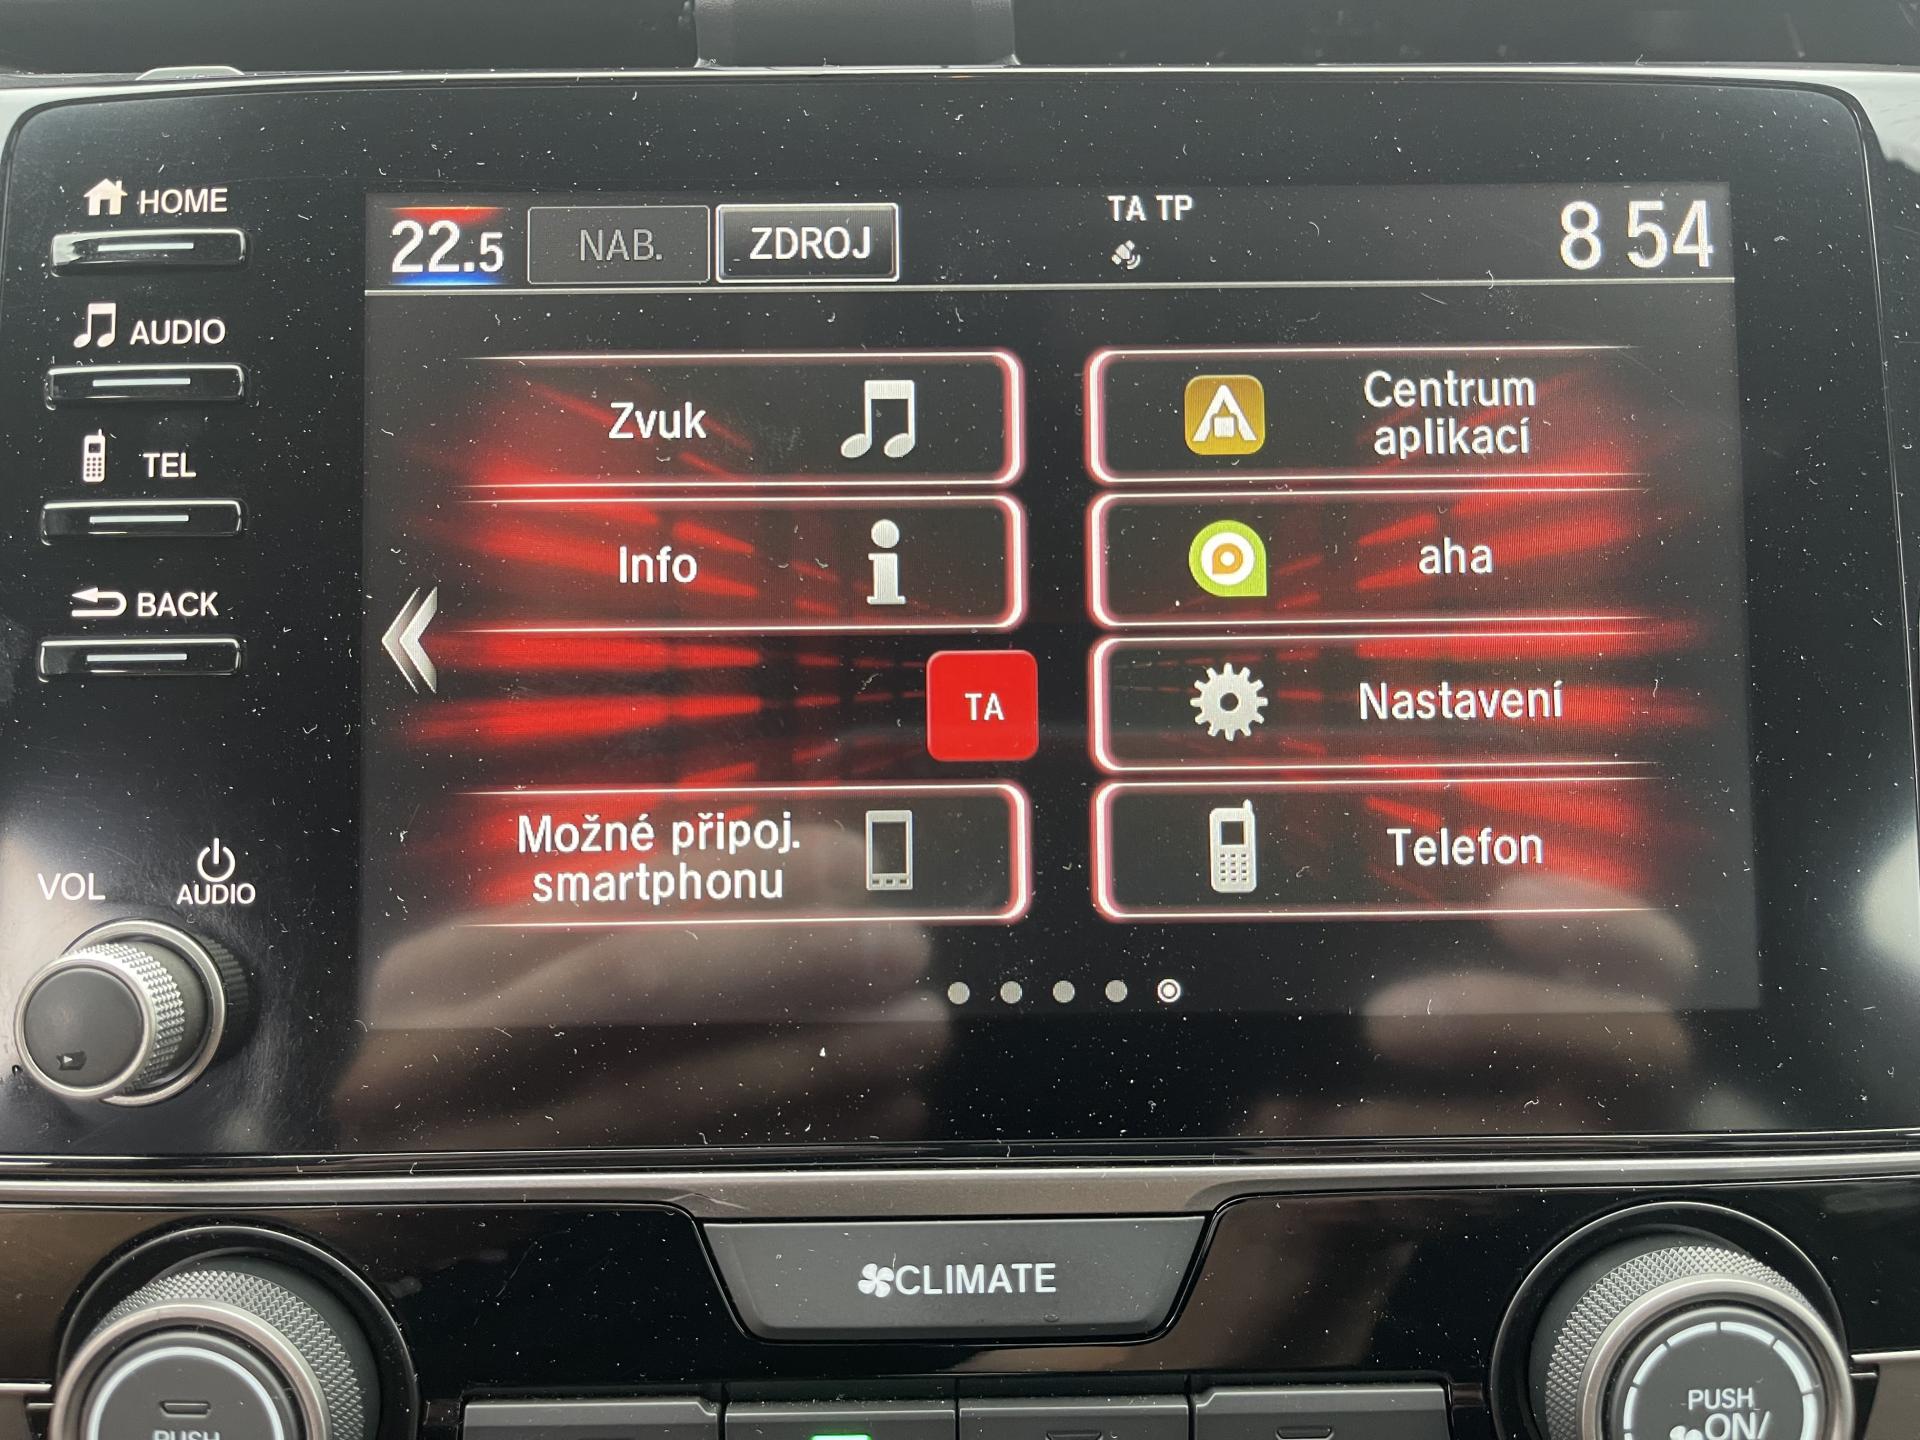 HOME
AUDIO
TEL
BACK
VOL
AUDIO
22.5
NAB.
ZDROJ
TA TP
8 54
Zvuk
Centrum
aplikací
Info
aha
TA
Nastavení
Možné připoj.
smartphonu
Telefon
CLIMATE
PUSH
PUSH
ON/